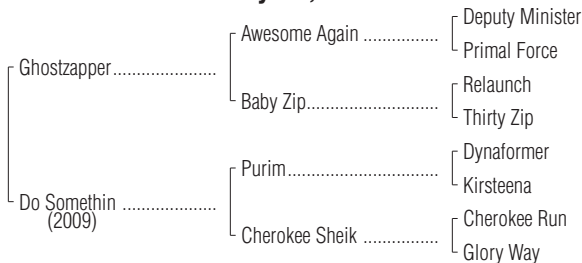 Deputy Minister
Awesome Again ................
Primal Force
Ghostzapper......................
Relaunch
Baby Zip............................
Thirty Zip
Dynaformer
Purim................................
Kirsteena
Do Somethin ....................
(2009)
Cherokee Run
Cherokee Sheik ................
Glory Way